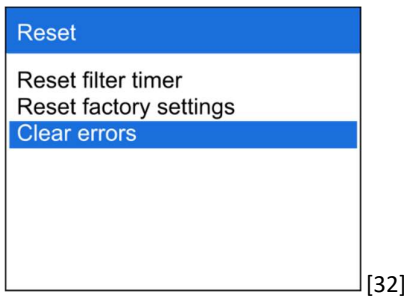 Reset
Reset filter timer
Reset factory settings
Clear errors
[32]